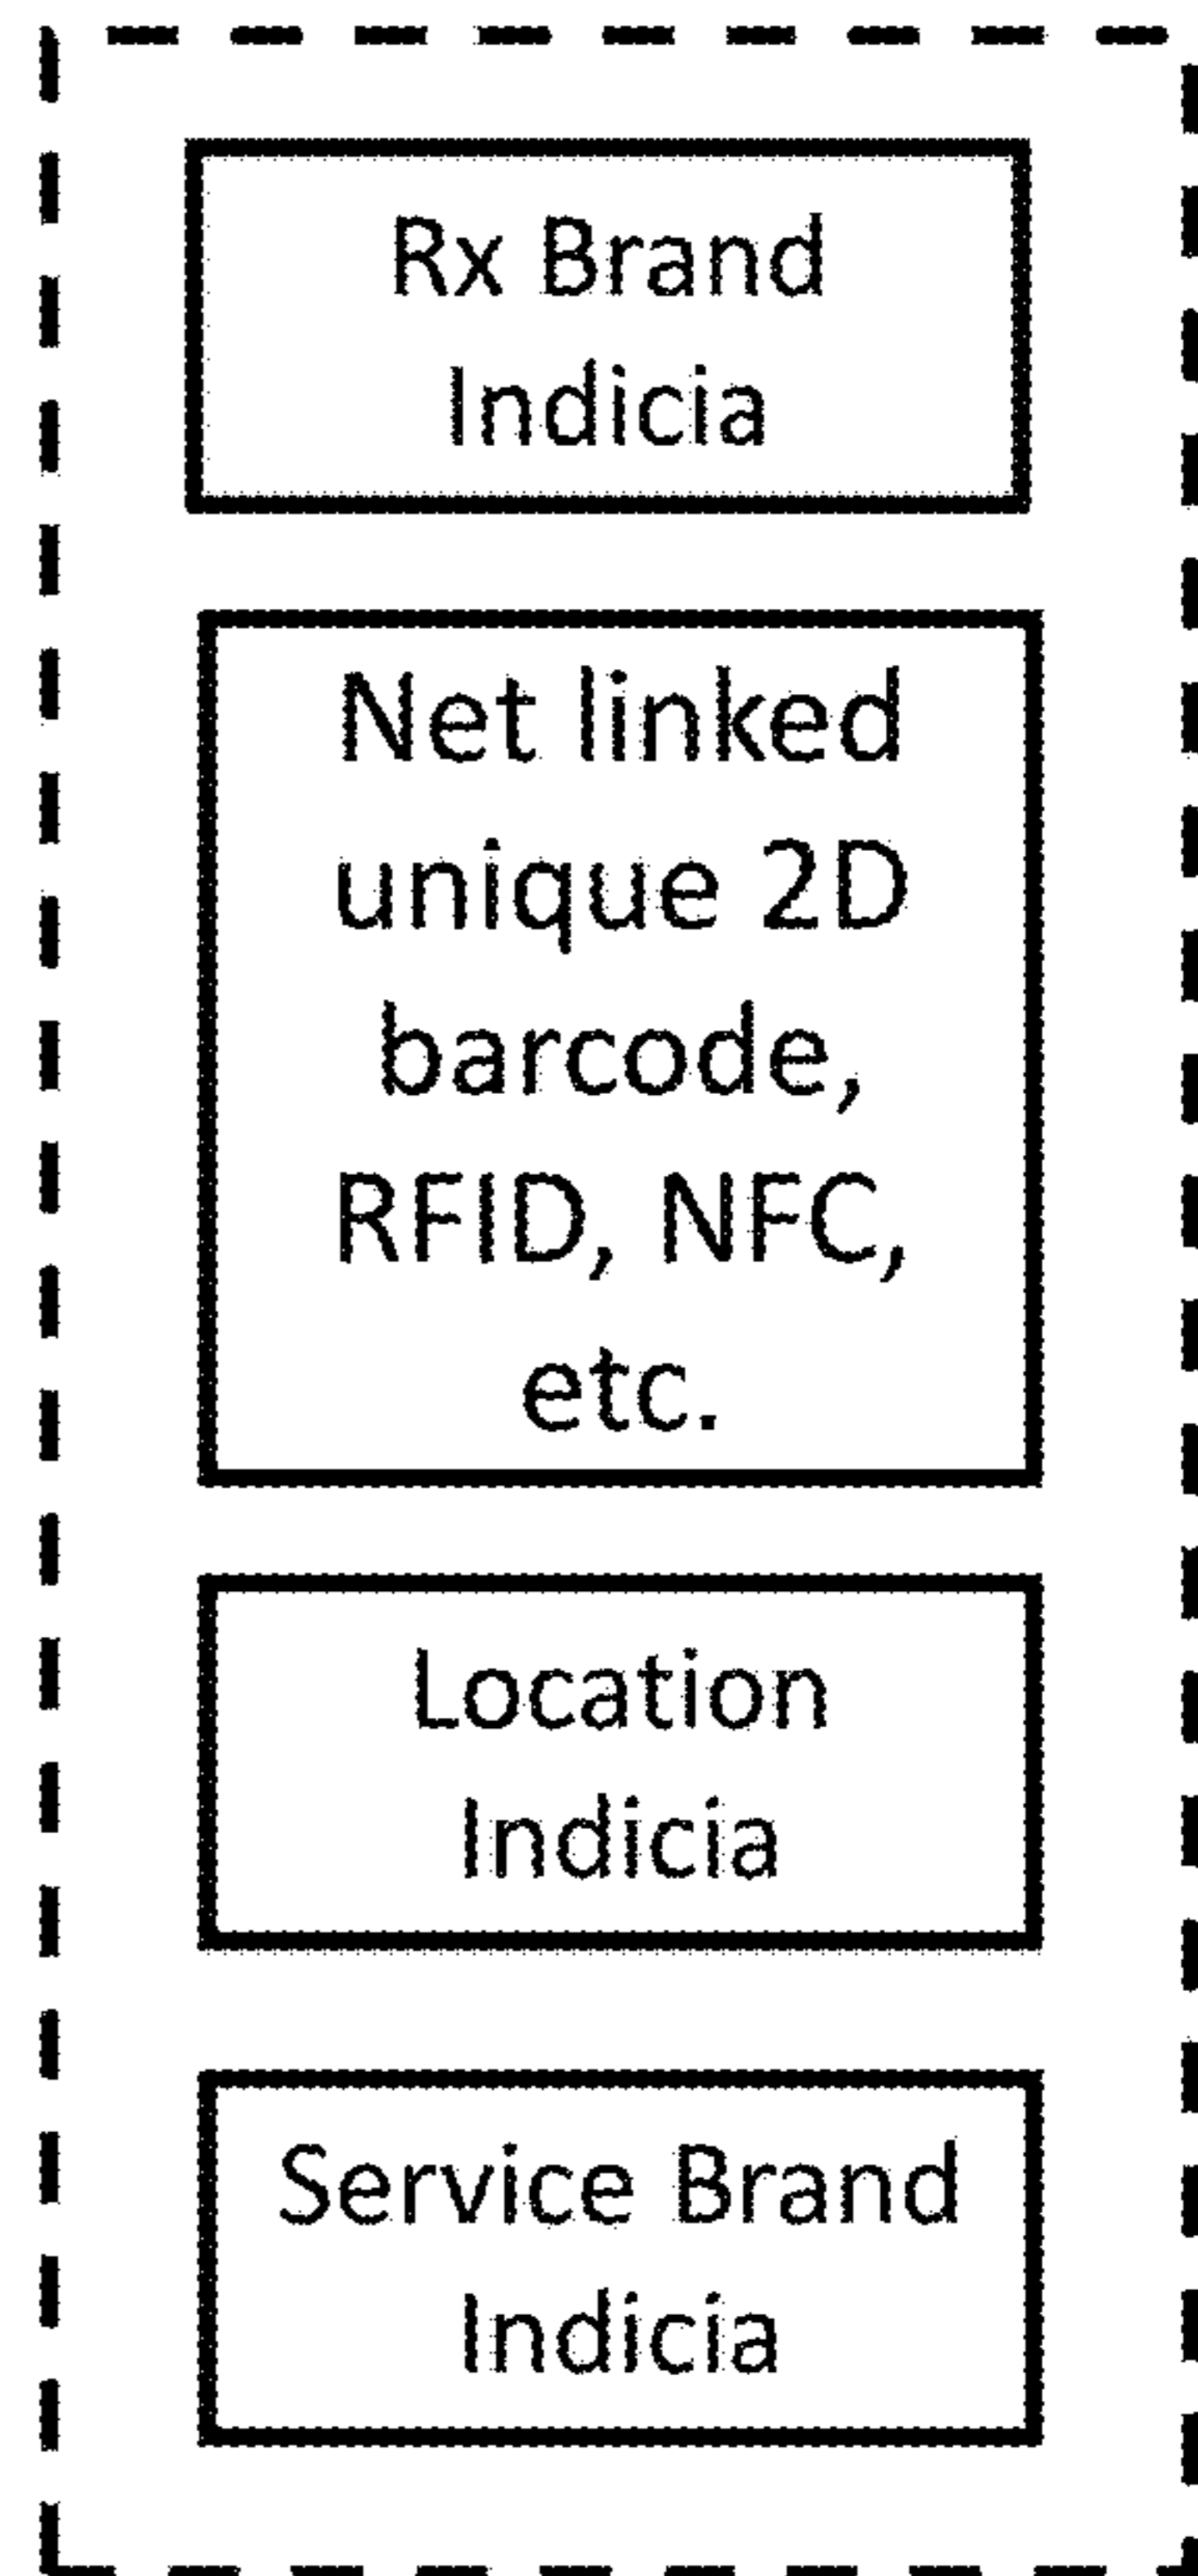 Rx Brand
Indicia
Net linked
unique 2D
barcode,
RFID, NFC,
etc.
Location
Indicia
Service Brand
Indicia